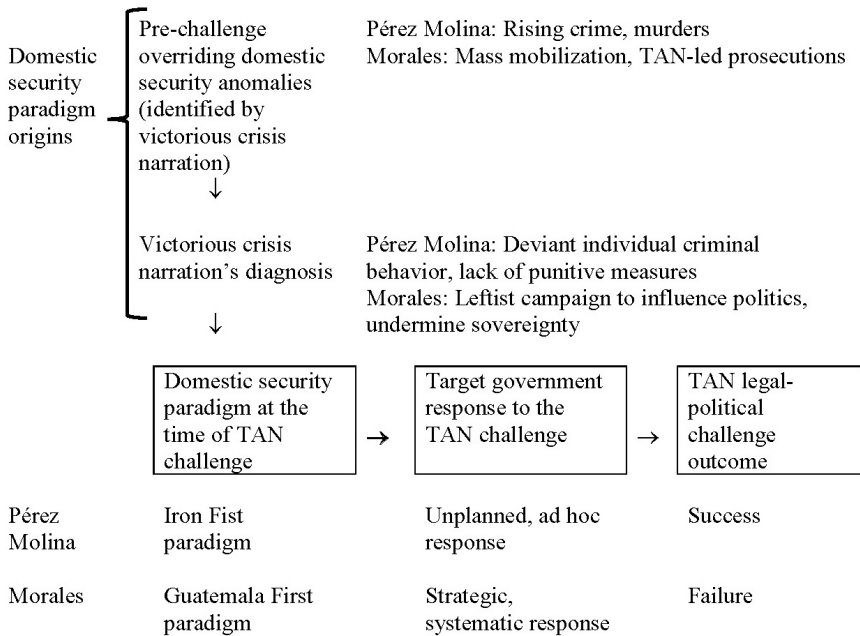 Domestic
security
paradigm
origins
Pre-challenge
overriding domestic
security anomalies
(identified by
victorious crisis
narration)
↓
Pérez Molina: Rising crime, murders
Morales: Mass mobilization, TAN-led prosecutions
Victorious crisis
narration's diagnosis
↓
Pérez Molina: Deviant individual criminal
behavior, lack of punitive measures
Morales: Leftist campaign to influence politics,
undermine sovereignty
Domestic security
paradigm at the
time of TAN
challenge
→
Target government
response to the
TAN challenge
→
TAN legal-
political
challenge
outcome
Pérez
Molina
Iron Fist
paradigm
Unplanned, ad hoc
response
Success
Morales
Guatemala First
paradigm
Strategic,
systematic response
Failure